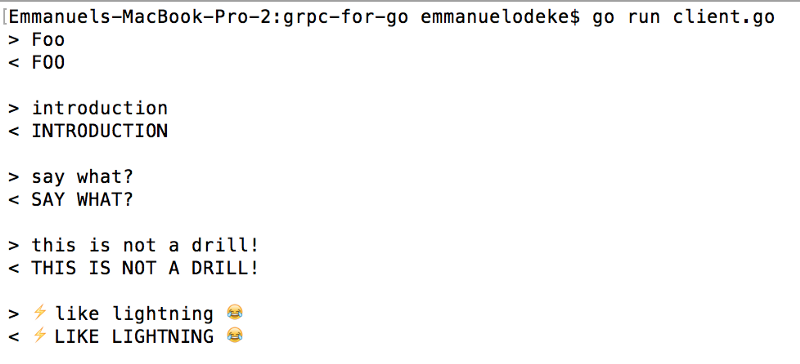 [Emmanuels-MacBook-Pro-2:grpc-for-go emmanuelodeke$ go run client.go
> Foo
< FOO
> introduction
< INTRODUCTION
> say what?
< SAY WHAT?
> this is not a drill!
< THIS IS NOT A DRILL!
> ⚡ like lightning 😂
< ⚡ LIKE LIGHTNING 😂